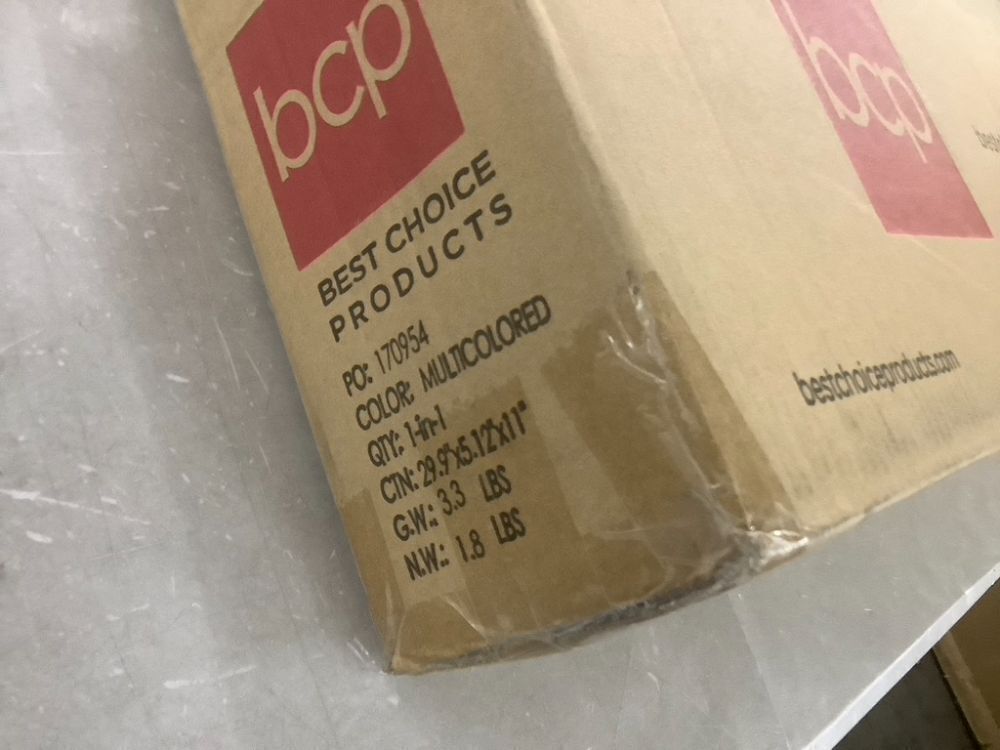 bcp
BEST CHOICE
PRODUCTS
PO: 170954
COLOR: MULTICOLORED
QTY: 1-in-1
CTN: 29.9"x5.12"x11"
G.W.: 3.3 LBS
N.W.: 1.8 LBS
bcp
bestchoiceproducts.com